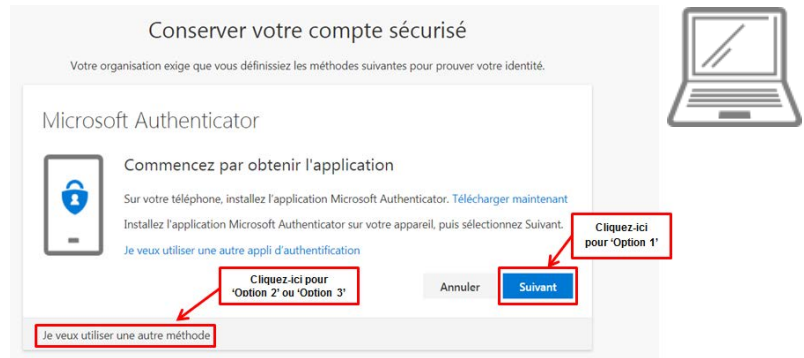 Conserver votre compte sécurisé
Votre organisation exige que vous définissiez les méthodes suivantes pour prouver votre identité.
Microsoft Authenticator
Commencez par obtenir l'application
Sur votre téléphone, installez l'application Microsoft Authenticator. Télécharger maintenant
Installez l'application Microsoft Authenticator sur votre appareil, puis sélectionnez Suivant.
Cliquez-ici
pour ‘Option 1’
Je veux utiliser une autre appli d'authentification
Cliquez-ici pour
‘Option 2’ ou ‘Option 3’
Annuler
Suivant
Je veux utiliser une autre méthode